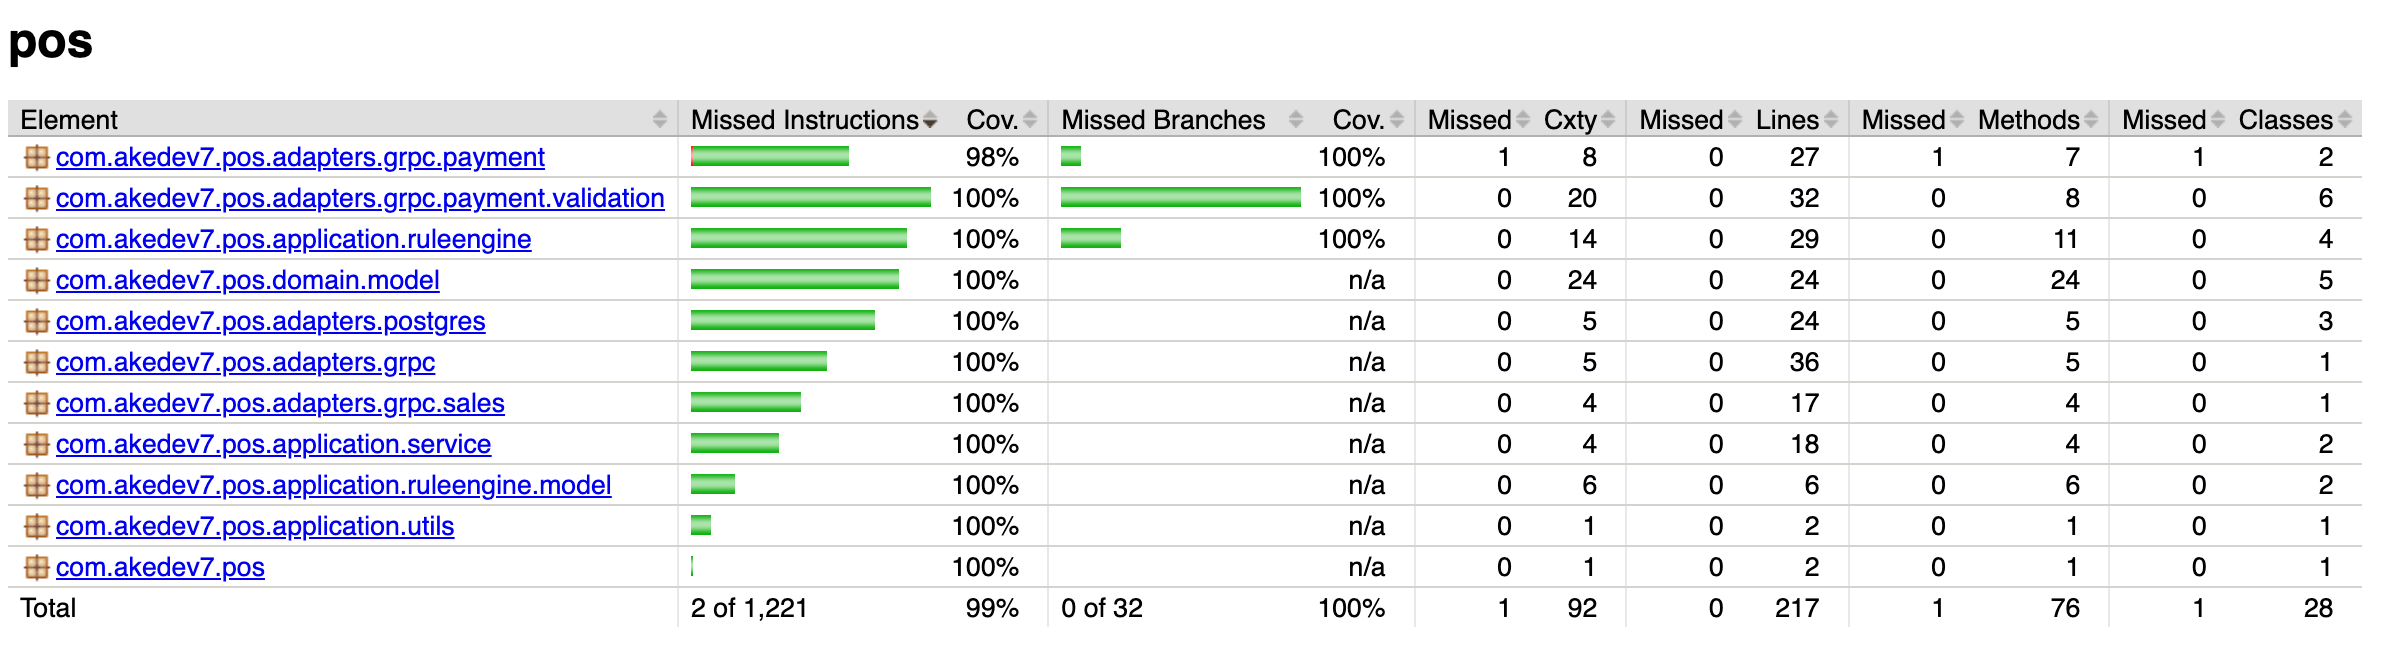 pos
Element Missed Instructions Cov. Missed Branches Cov. Missed Cxty Missed Lines Missed Methods Missed Classes
com.akedev7.pos.adapters.grpc.payment 98% 100% 1 8 0 27 1 7 1 2
com.akedev7.pos.adapters.grpc.payment.validation 100% 100% 0 20 0 32 0 8 0 6
com.akedev7.pos.application.ruleengine 100% 100% 0 14 0 29 0 11 0 4
com.akedev7.pos.domain.model 100% n/a 0 24 0 24 0 24 0 5
com.akedev7.pos.adapters.postgres 100% n/a 0 5 0 24 0 5 0 3
com.akedev7.pos.adapters.grpc 100% n/a 0 5 0 36 0 5 0 1
com.akedev7.pos.adapters.grpc.sales 100% n/a 0 4 0 17 0 4 0 1
com.akedev7.pos.application.service 100% n/a 0 4 0 18 0 4 0 2
com.akedev7.pos.application.ruleengine.model 100% n/a 0 6 0 6 0 6 0 2
com.akedev7.pos.application.utils 100% n/a 0 1 0 2 0 1 0 1
com.akedev7.pos 100% n/a 0 1 0 2 0 1 0 1
Total 2 of 1,221 99% 0 of 32 100% 1 92 0 217 1 76 1 28